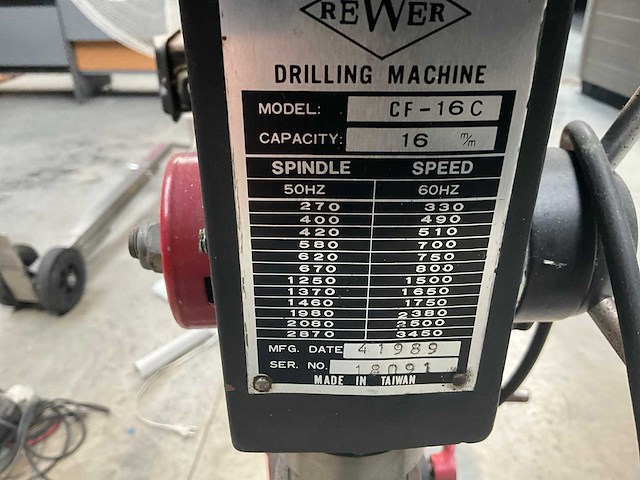 REWER
DRILLING MACHINE
MODEL: CF-16C
CAPACITY: 16 m/m
SPINDLE SPEED
50HZ 60HZ
270 330
400 490
420 510
580 700
620 750
670 800
1250 1500
1370 1650
1460 1750
1980 2380
2080 2500
2870 3450
MFG. DATE 41989
SER. NO. 18091
MADE IN TAIWAN